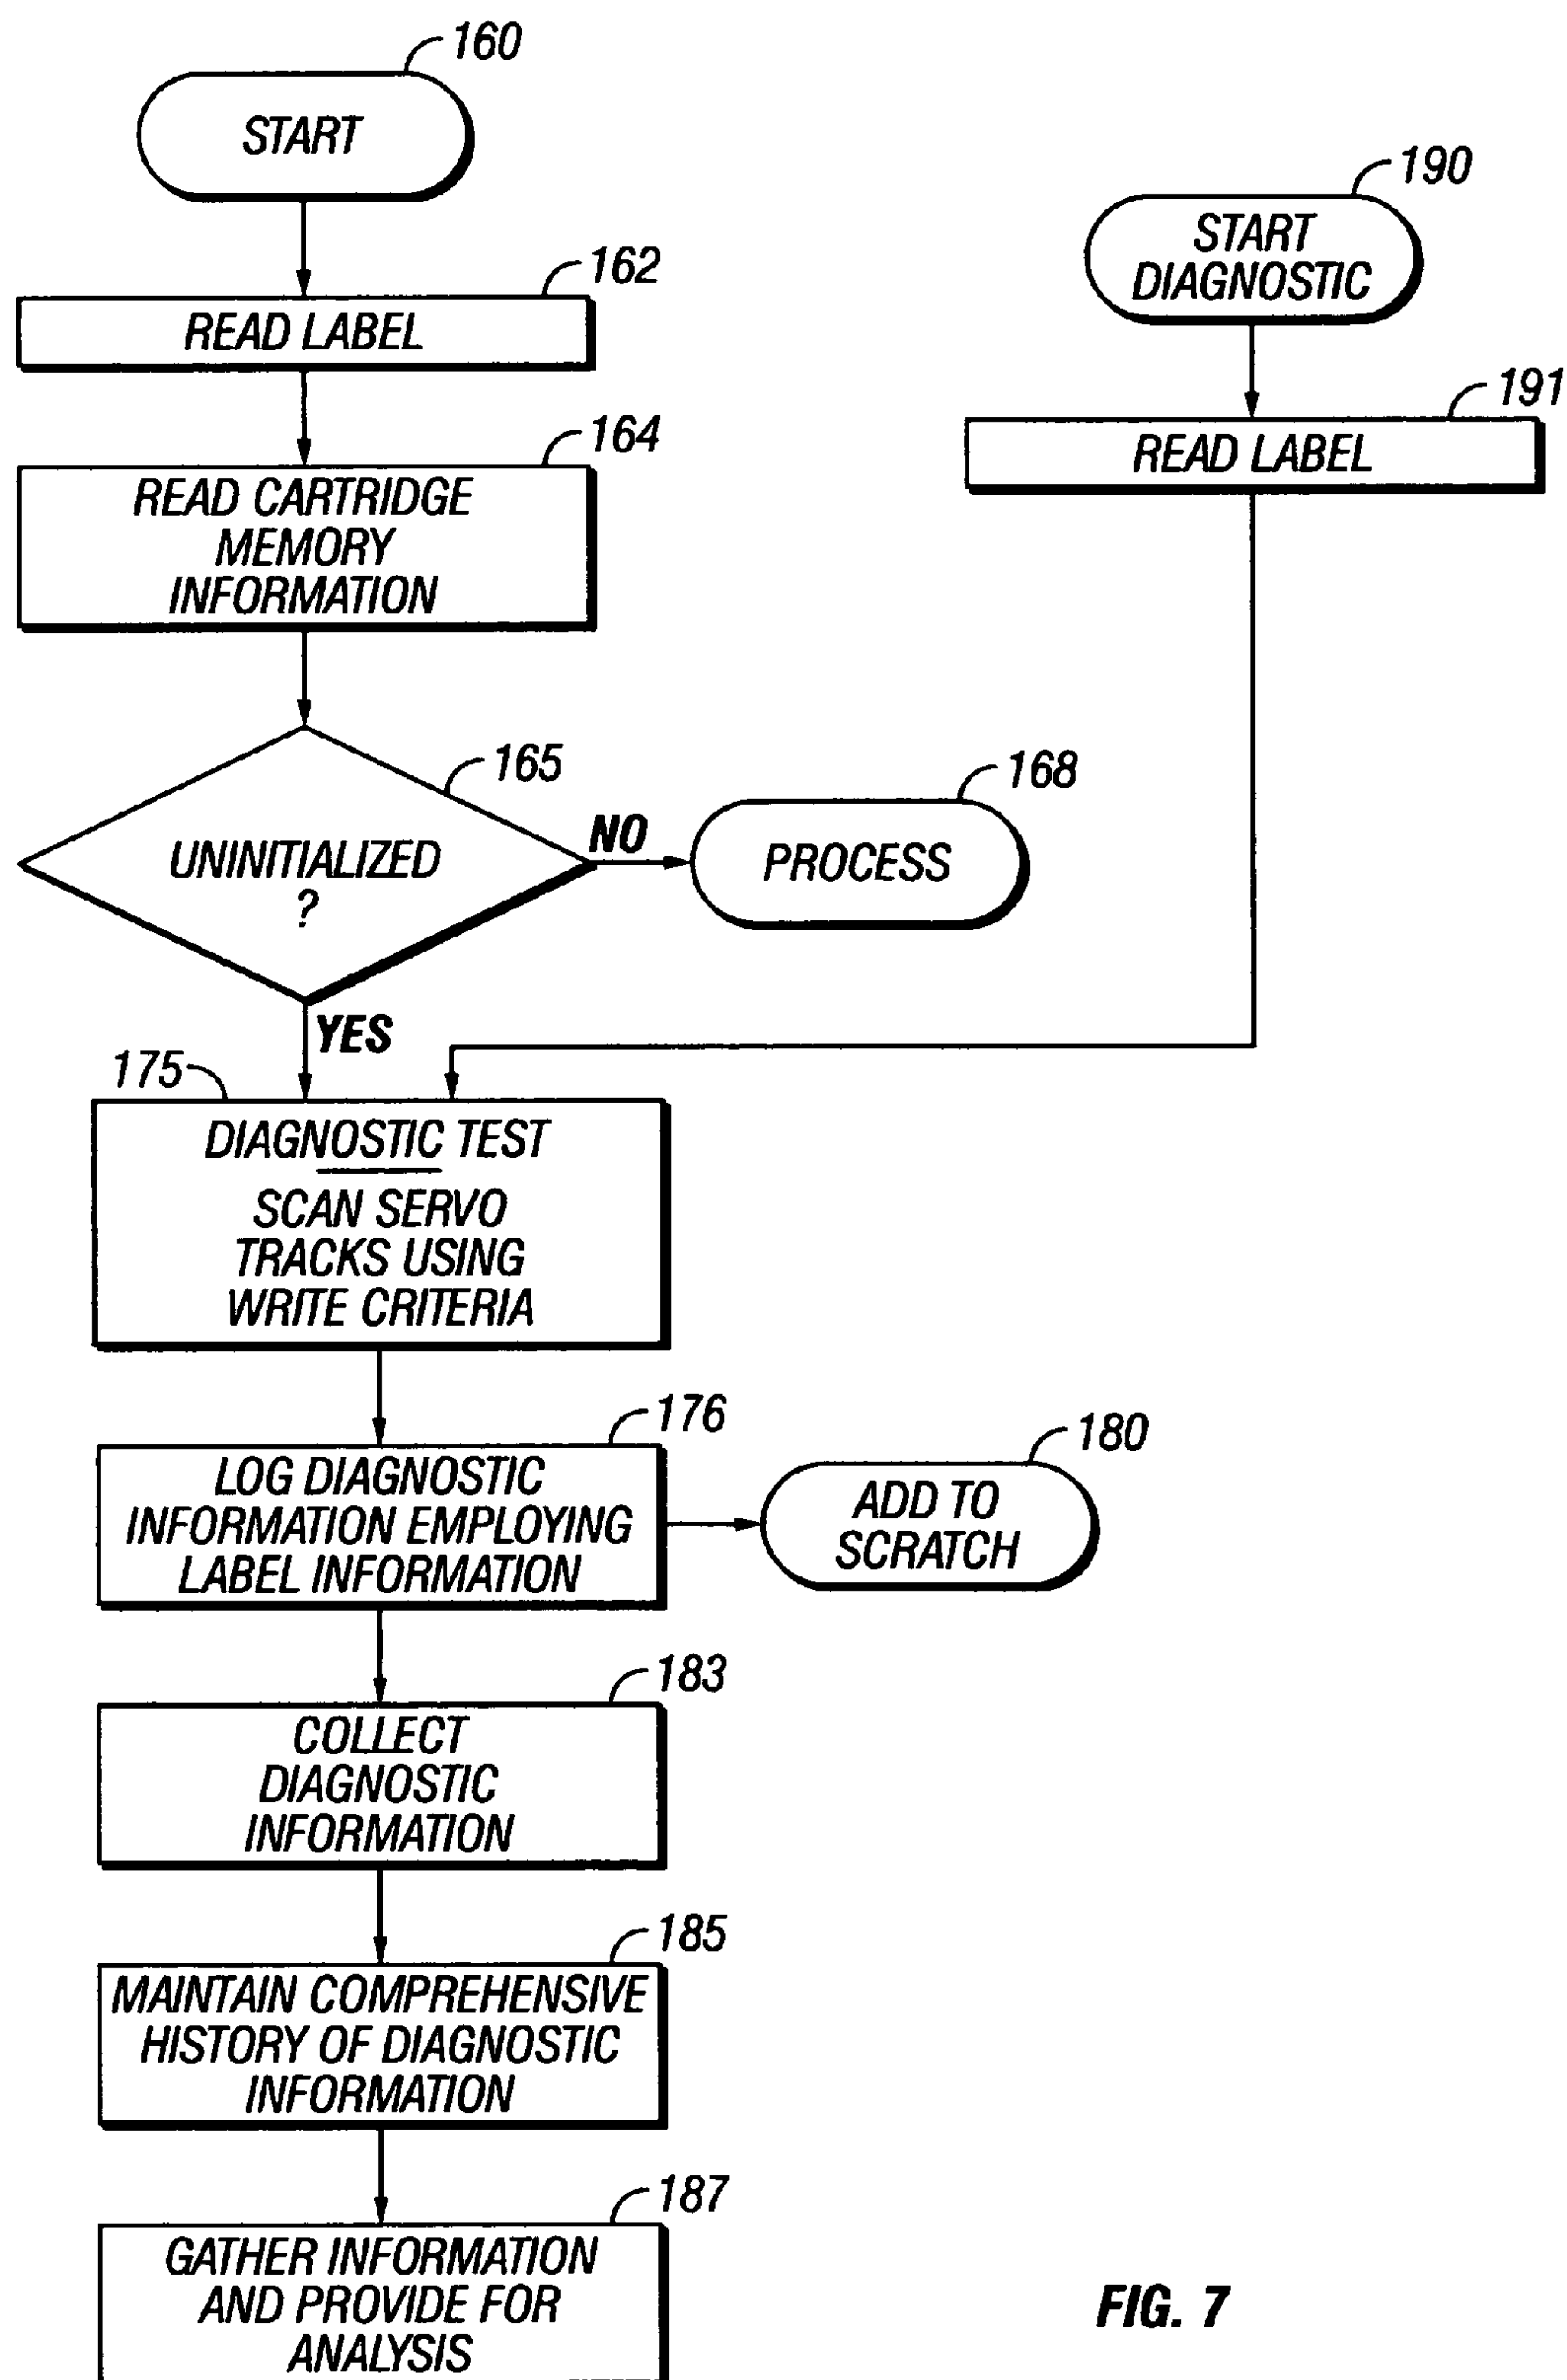 160
START
162
READ LABEL
164
READ CARTRIDGE
MEMORY
INFORMATION
165
UNINITIALIZED
?
NO
168
PROCESS
YES
190
START
DIAGNOSTIC
191
READ LABEL
175
DIAGNOSTIC TEST
SCAN SERVO
TRACKS USING
WRITE CRITERIA
176
LOG DIAGNOSTIC
INFORMATION EMPLOYING
LABEL INFORMATION
180
ADD TO
SCRATCH
183
COLLECT
DIAGNOSTIC
INFORMATION
185
MAINTAIN COMPREHENSIVE
HISTORY OF DIAGNOSTIC
INFORMATION
187
GATHER INFORMATION
AND PROVIDE FOR
ANALYSIS
FIG. 7